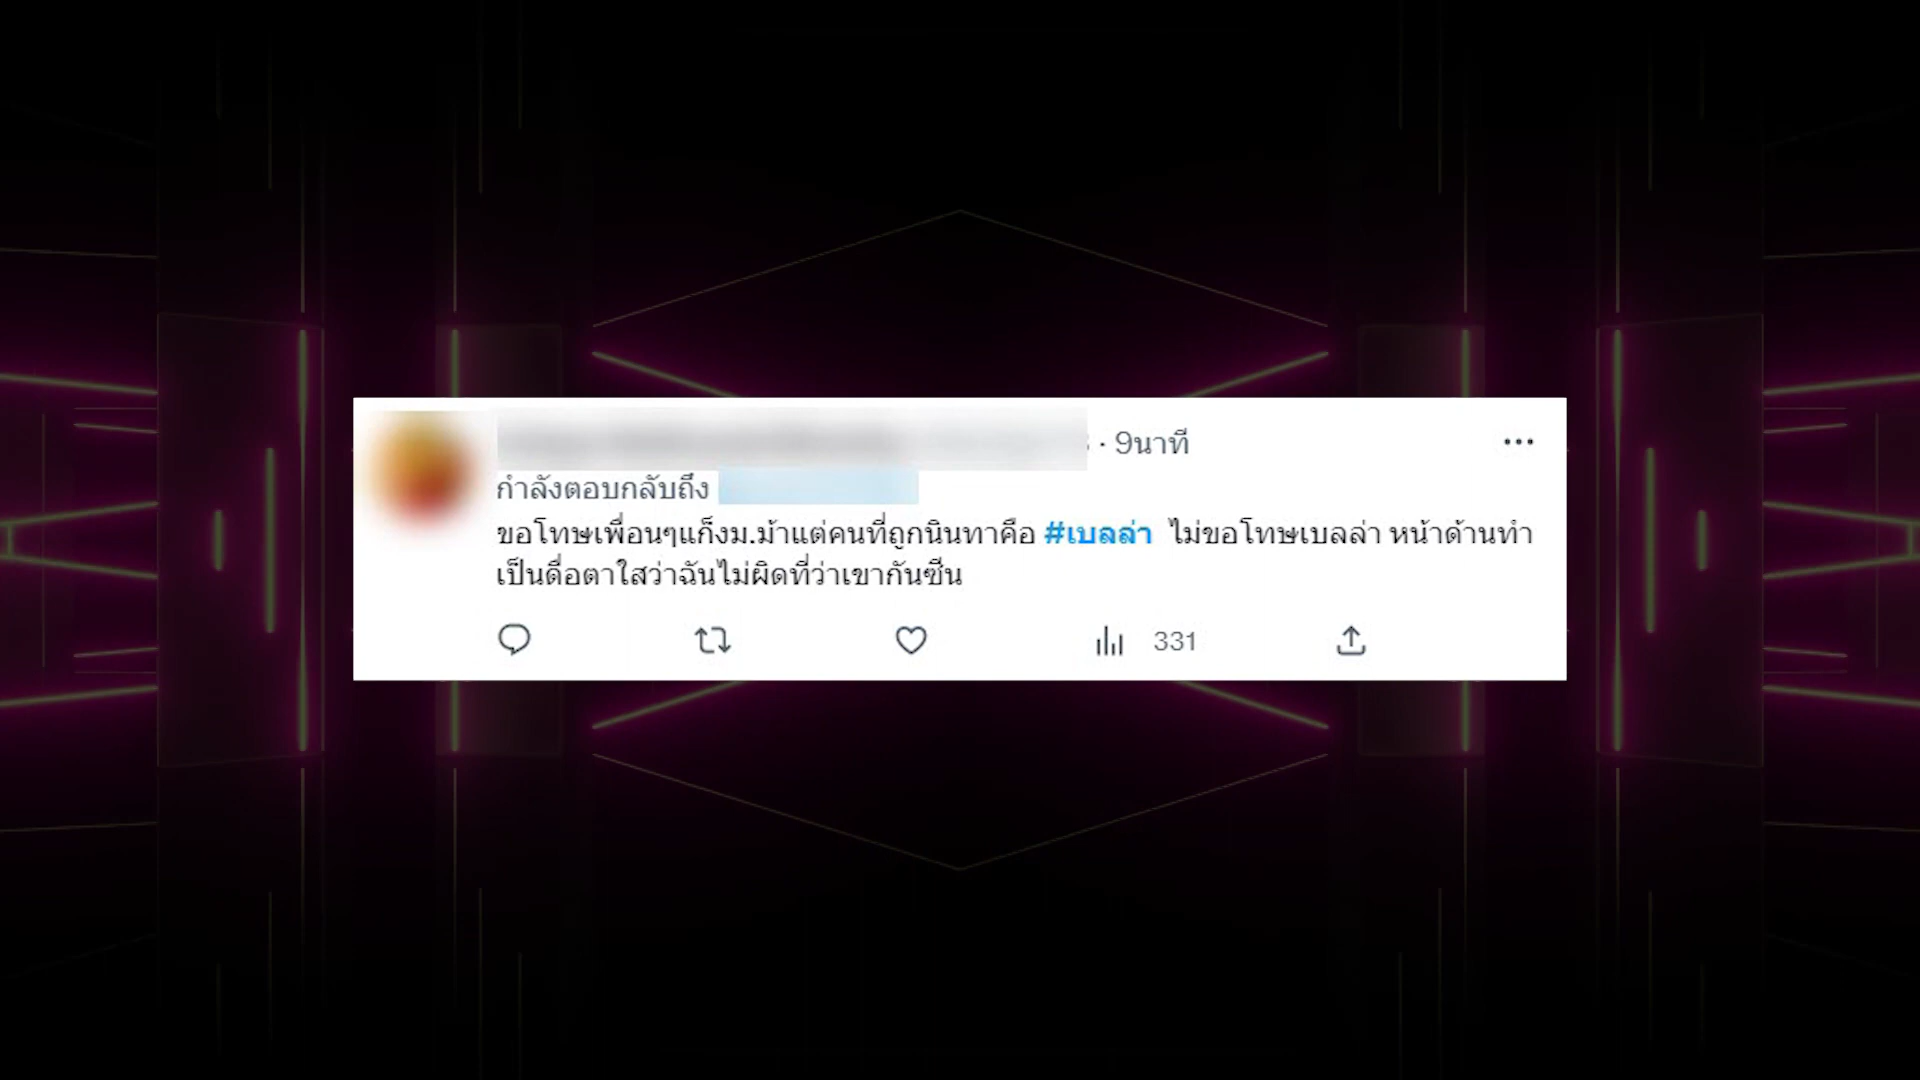 · 9นาที
กำลังตอบกลับถึง
ขอโทษเพื่อนๆแก็งม.ม้าแต่คนที่ถูกนินทาคือ #เบลล่า ไม่ขอโทษเบลล่า หน้าด้านทำ
เป็นดื่อตาใสว่าฉันไม่ผิดที่ว่าเขากันซีน
331